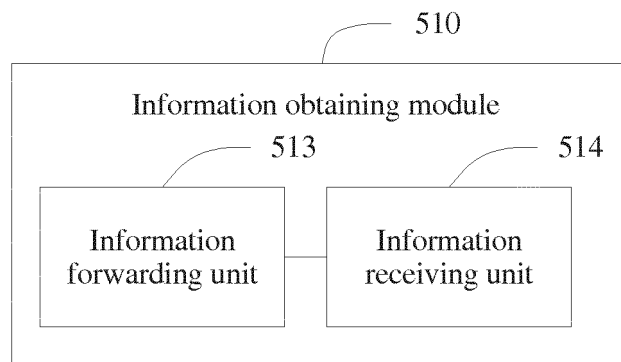 510
Information obtaining module
513
514
Information
forwarding unit
Information
receiving unit